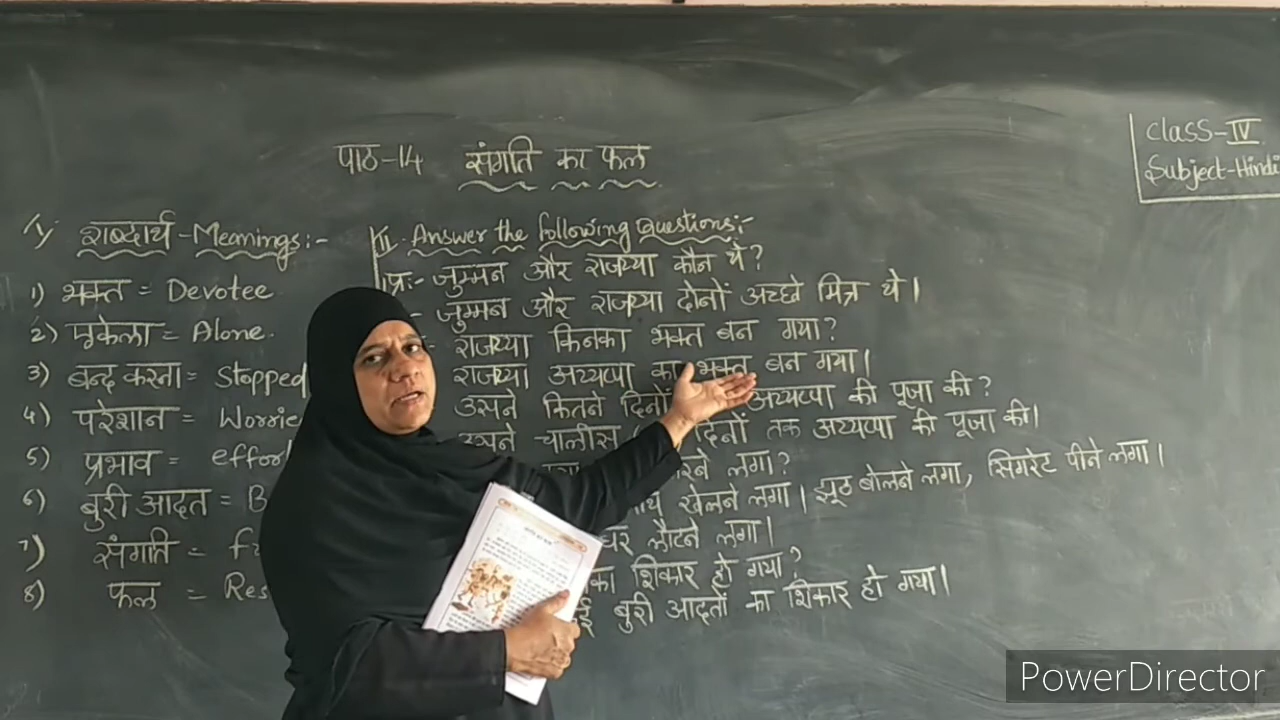 पाठ-14 संगति का फल
Class-IV
Subject-Hindi
I) शब्दार्थ-Meanings:-
1) भक्त = Devotee
2) एकेला = Alone.
3) बन्द करना = Stopped
4) परेशान = Worrie
5) प्रभाव = effor
6) बुरी आदत = B
7) संगति = f
8) फल = Res
II. Answer the following Questions:-
प्र:- जुम्मन और राजय्या कौन थे?
- जुम्मन और राजय्या दोनों अच्छे मित्र थे।
राजय्या किनका भक्त बन गया?
राजय्या अय्यप्पा का भक्त बन गया।
उसने कितने दिनों अय्यप्पा की पूजा की?
उसने चालीस दिनों तक अय्यप्पा की पूजा की।
लगा?
खेलने लगा। झूठ बोलने लगा, सिगरेट पीने लगा।
घर लौटने लगा।
का शिकार हो गया?
बुरी आदतों का शिकार हो गया।
PowerDirector